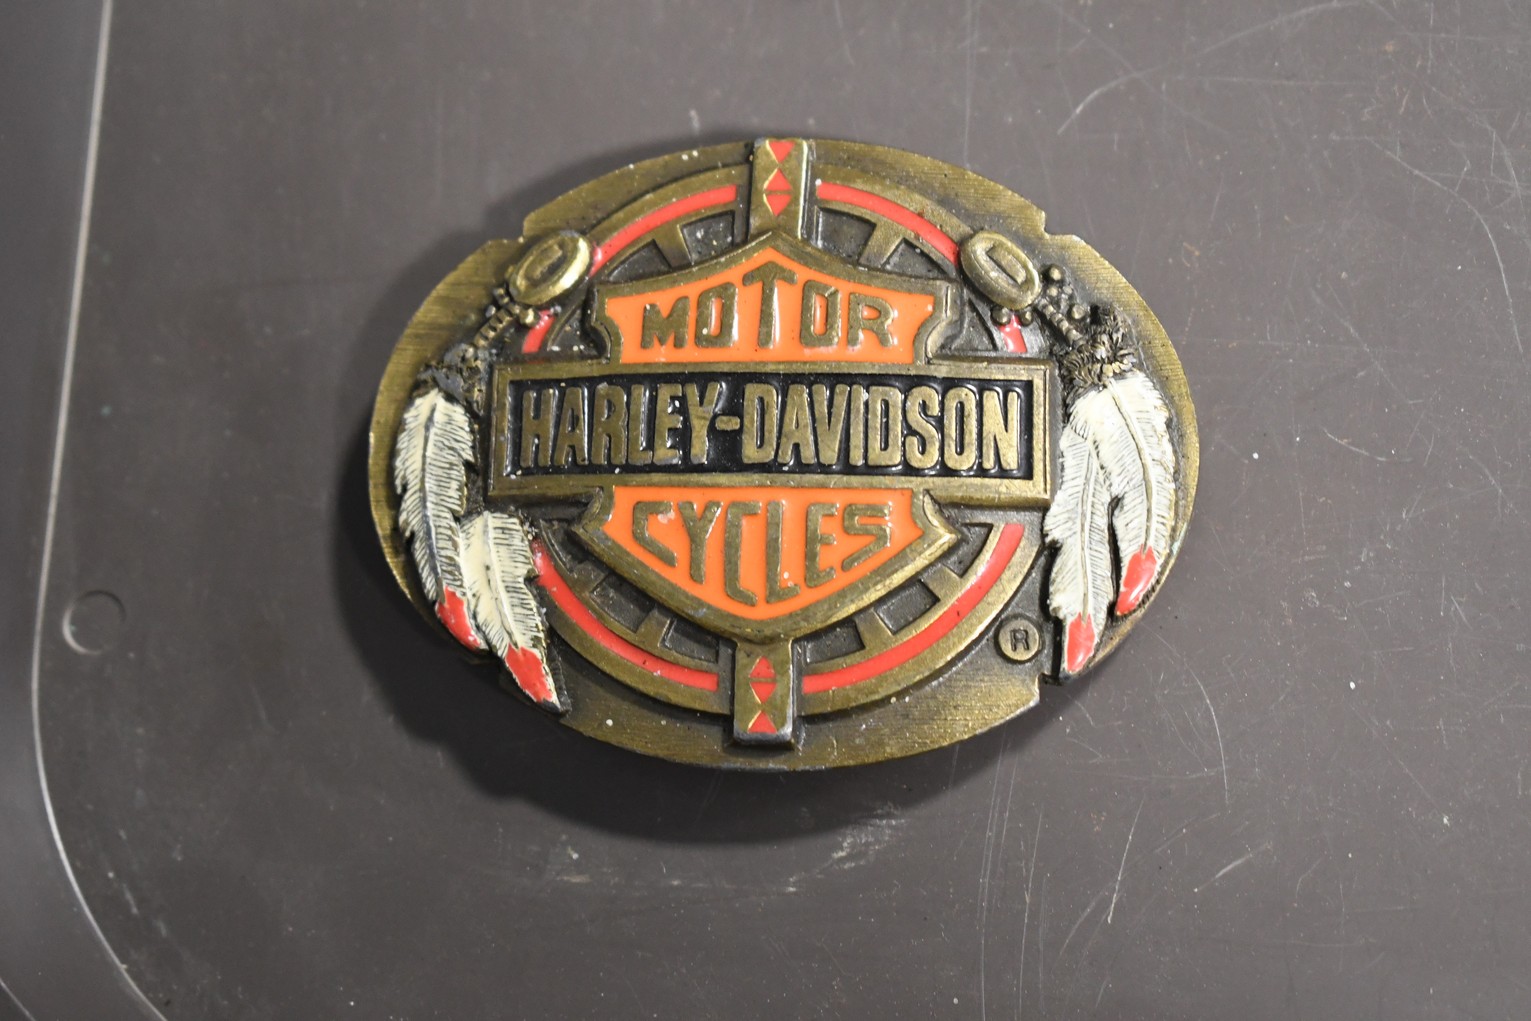 MOTOR
HARLEY-DAVIDSON
CYCLES
®